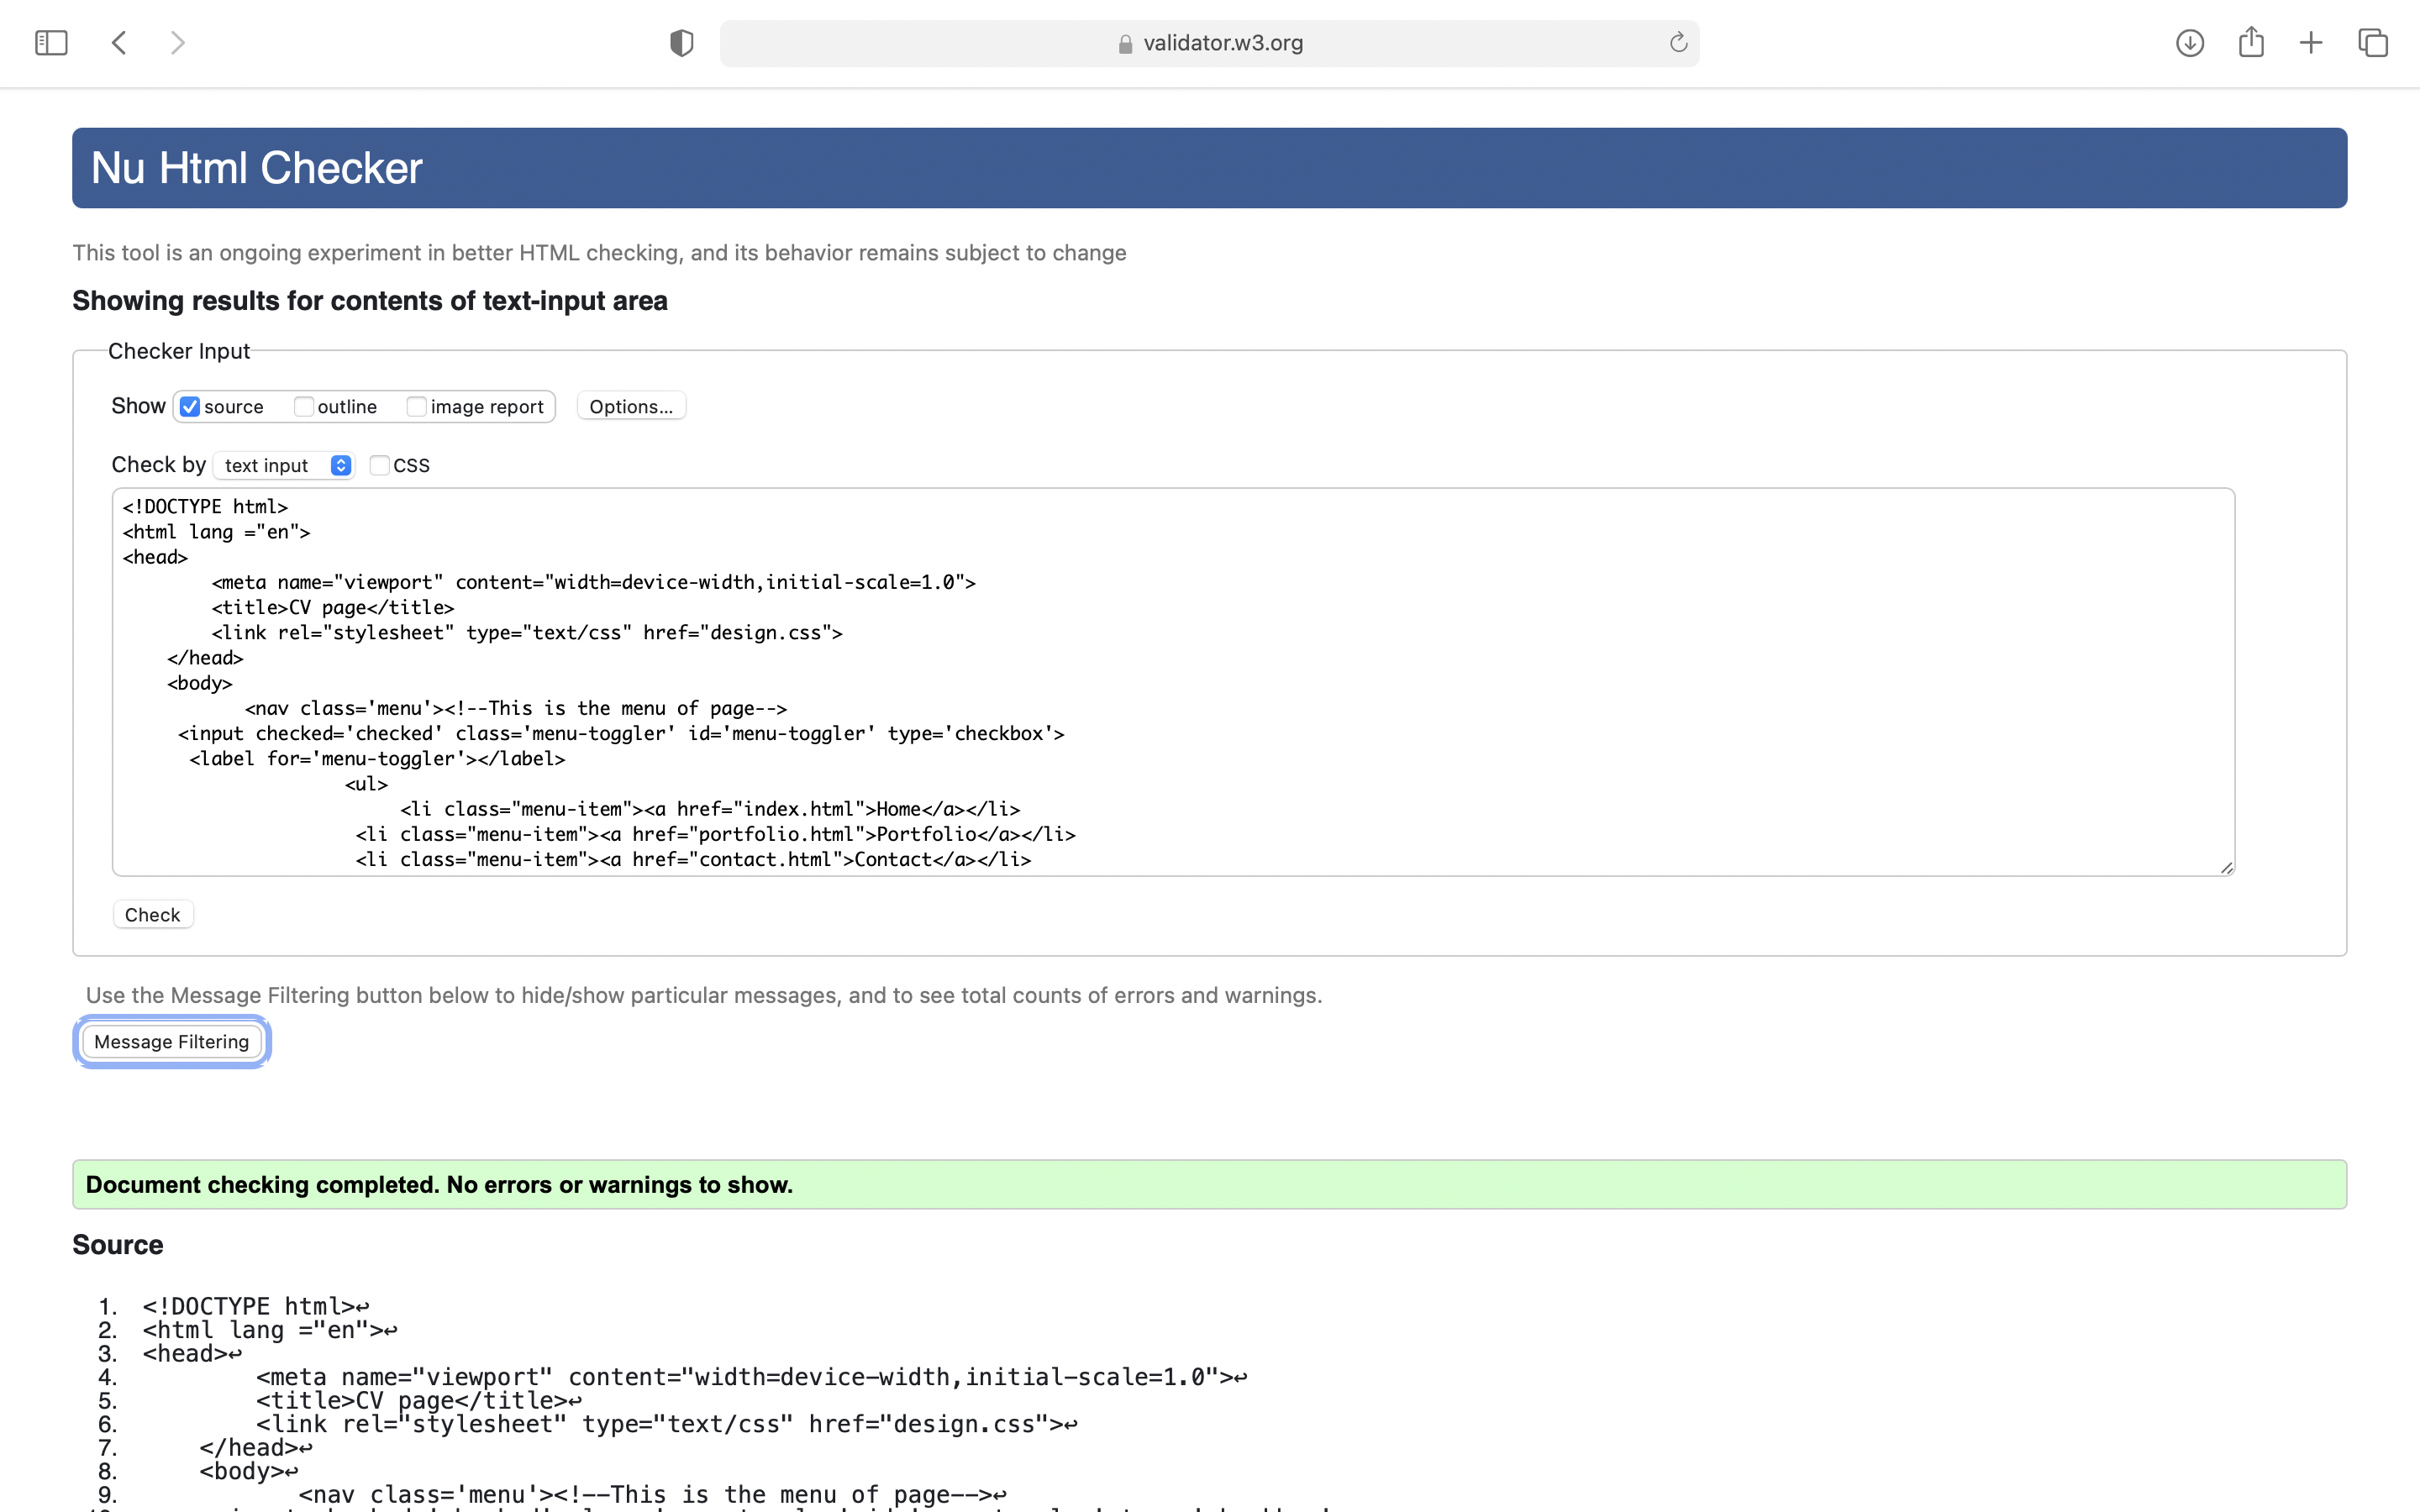 validator.w3.org
Nu Html Checker
This tool is an ongoing experiment in better HTML checking, and its behavior remains subject to change
Showing results for contents of text-input area
Checker Input
Show source outline image report Options...
Check by text input CSS
<!DOCTYPE html>
<html lang ="en">
<head>
<meta name="viewport" content="width=device-width,initial-scale=1.0">
<title>CV page</title>
<link rel="stylesheet" type="text/css" href="design.css">
</head>
<body>
<nav class='menu'><!--This is the menu of page-->
<input checked='checked' class='menu-toggler' id='menu-toggler' type='checkbox'>
<label for='menu-toggler'></label>
<ul>
<li class="menu-item"><a href="index.html">Home</a></li>
<li class="menu-item"><a href="portfolio.html">Portfolio</a></li>
<li class="menu-item"><a href="contact.html">Contact</a></li>
Check
Use the Message Filtering button below to hide/show particular messages, and to see total counts of errors and warnings.
Message Filtering
Document checking completed. No errors or warnings to show.
Source
1. <!DOCTYPE html>↩
2. <html lang ="en">↩
3. <head>↩
4. <meta name="viewport" content="width=device-width,initial-scale=1.0">↩
5. <title>CV page</title>↩
6. <link rel="stylesheet" type="text/css" href="design.css">↩
7. </head>↩
8. <body>↩
9. <nav class='menu'><!--This is the menu of page-->↩